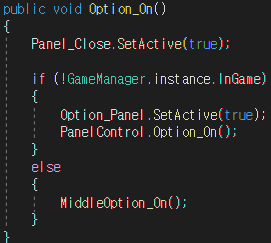 public void Option_On()
{
    Panel_Close.SetActive(true);

    if (!GameManager.instance.InGame)
    {
        Option_Panel.SetActive(true);
        PanelControl.Option_On();
    }
    else
    {
        MiddleOption_On();
    }
}